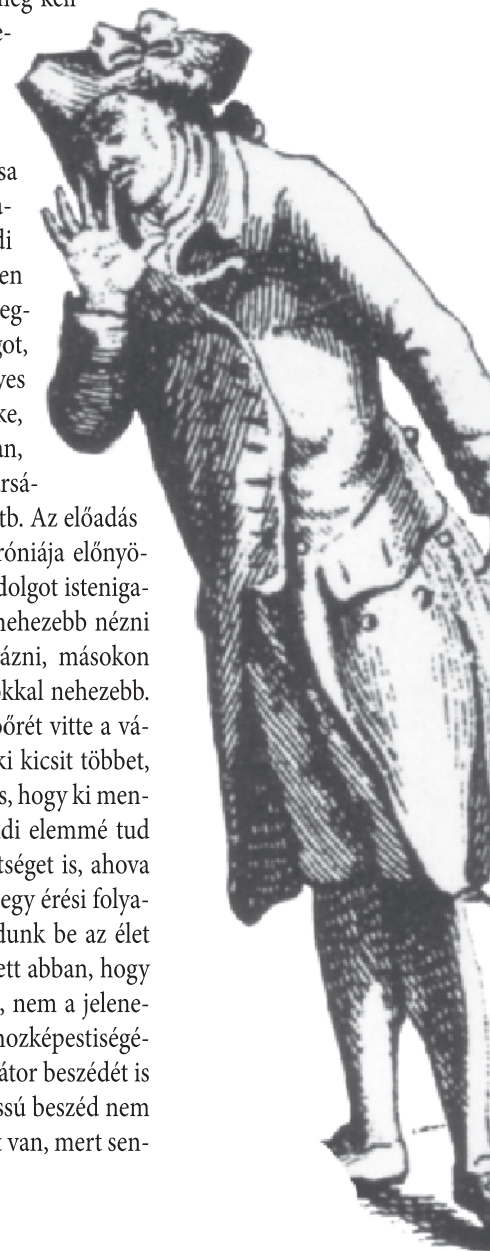 meg kell
e-
sa
a-
di
en
eg-
got,
yes
ke,
an,
ársá-
tb. Az előadás
róniája előnyö-
dolgot isteniga-
nehezebb nézni
ázni, másokon
okkal nehezebb.
őrét vitte a vá-
ki kicsit többet,
s, hogy ki men-
di elemmé tud
tséget is, ahova
egy érési folya-
dunk be az élet
ett abban, hogy
, nem a jelene-
hozképestiségé-
átor beszédét is
ssú beszéd nem
t van, mert sen-